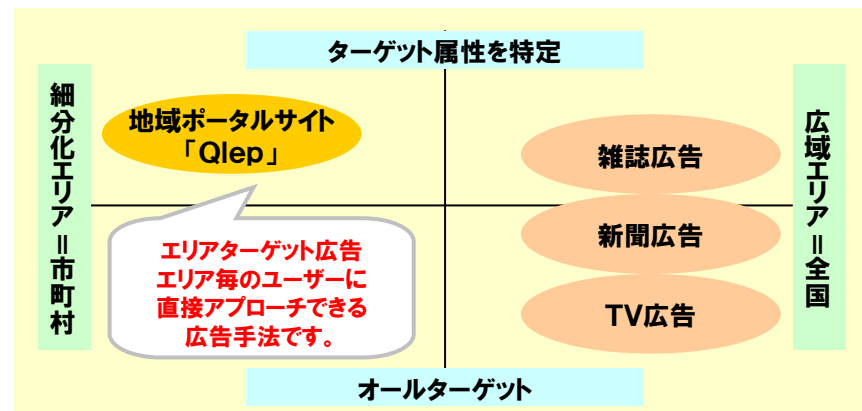 ターゲット属性を特定
細分化エリア＝市町村
地域ポータルサイト
「Qlep」
雑誌広告
広域エリア＝全国
新聞広告
エリアターゲット広告
エリア毎のユーザーに
直接アプローチできる
広告手法です。
TV広告
オールターゲット